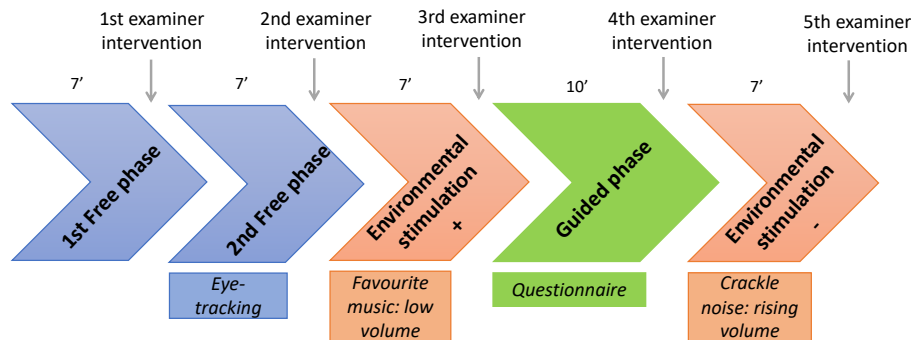 1st examiner
intervention
2nd examiner
intervention
3rd examiner
intervention
4th examiner
intervention
5th examiner
intervention
7’
7’
7’
10’
7’
1st Free phase
2nd Free phase
Environmental
stimulation
+
Guided phase
Environmental
stimulation
-
Eye-
tracking
Favourite
music: low
volume
Questionnaire
Crackle
noise: rising
volume